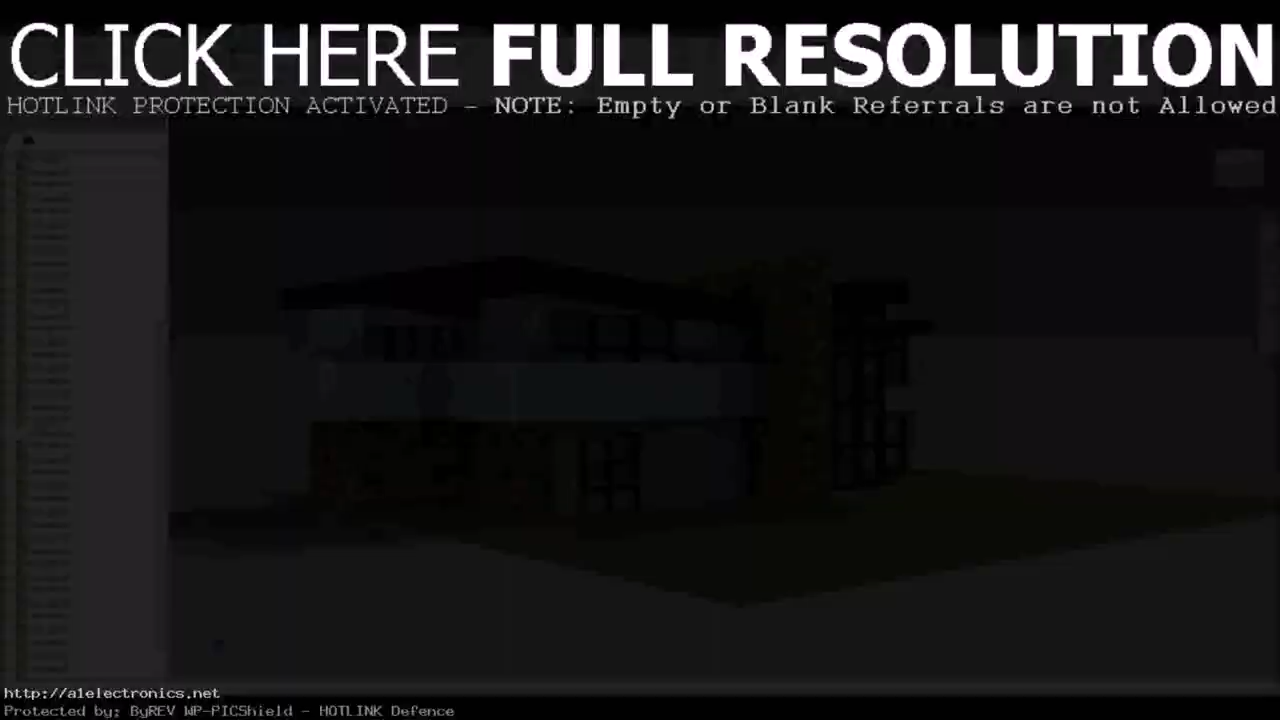 CLICK HERE FULL RESOLUTION
HOTLINK PROTECTION ACTIVATED - NOTE: Empty or Blank Referrals are not Allowed
http://a1electronics.net
Protected by: ByREV WP-PICShield - HOTLINK Defence